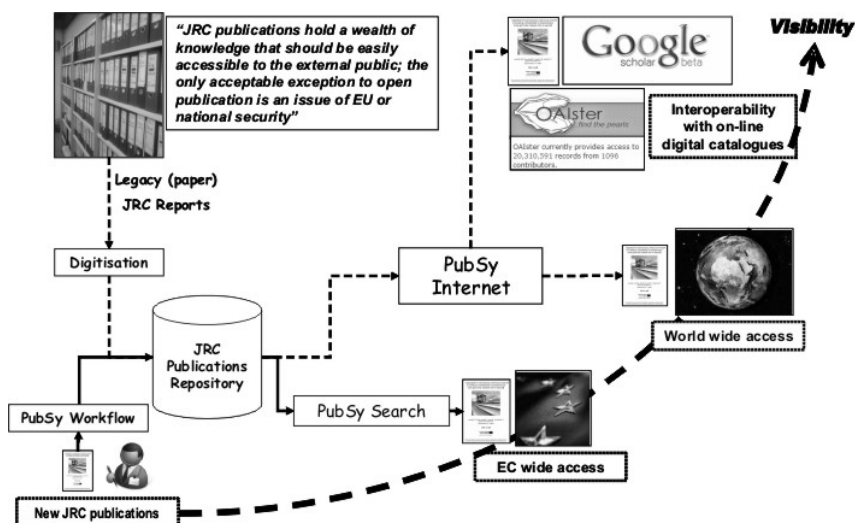 “JRC publications hold a wealth of
knowledge that should be easily
accessible to the external public; the
only acceptable exception to open
publication is an issue of EU or
national security”
Google
scholar beta
Visibility
OAIster
find the pearls
OAIster currently provides access to
20,310,591 records from 1096
contributors.
Interoperability
with on-line
digital catalogues
Legacy (paper)
JRC Reports
Digitisation
PubSy
Internet
World wide access
JRC
Publications
Repository
PubSy Workflow
PubSy Search
EC wide access
New JRC publications